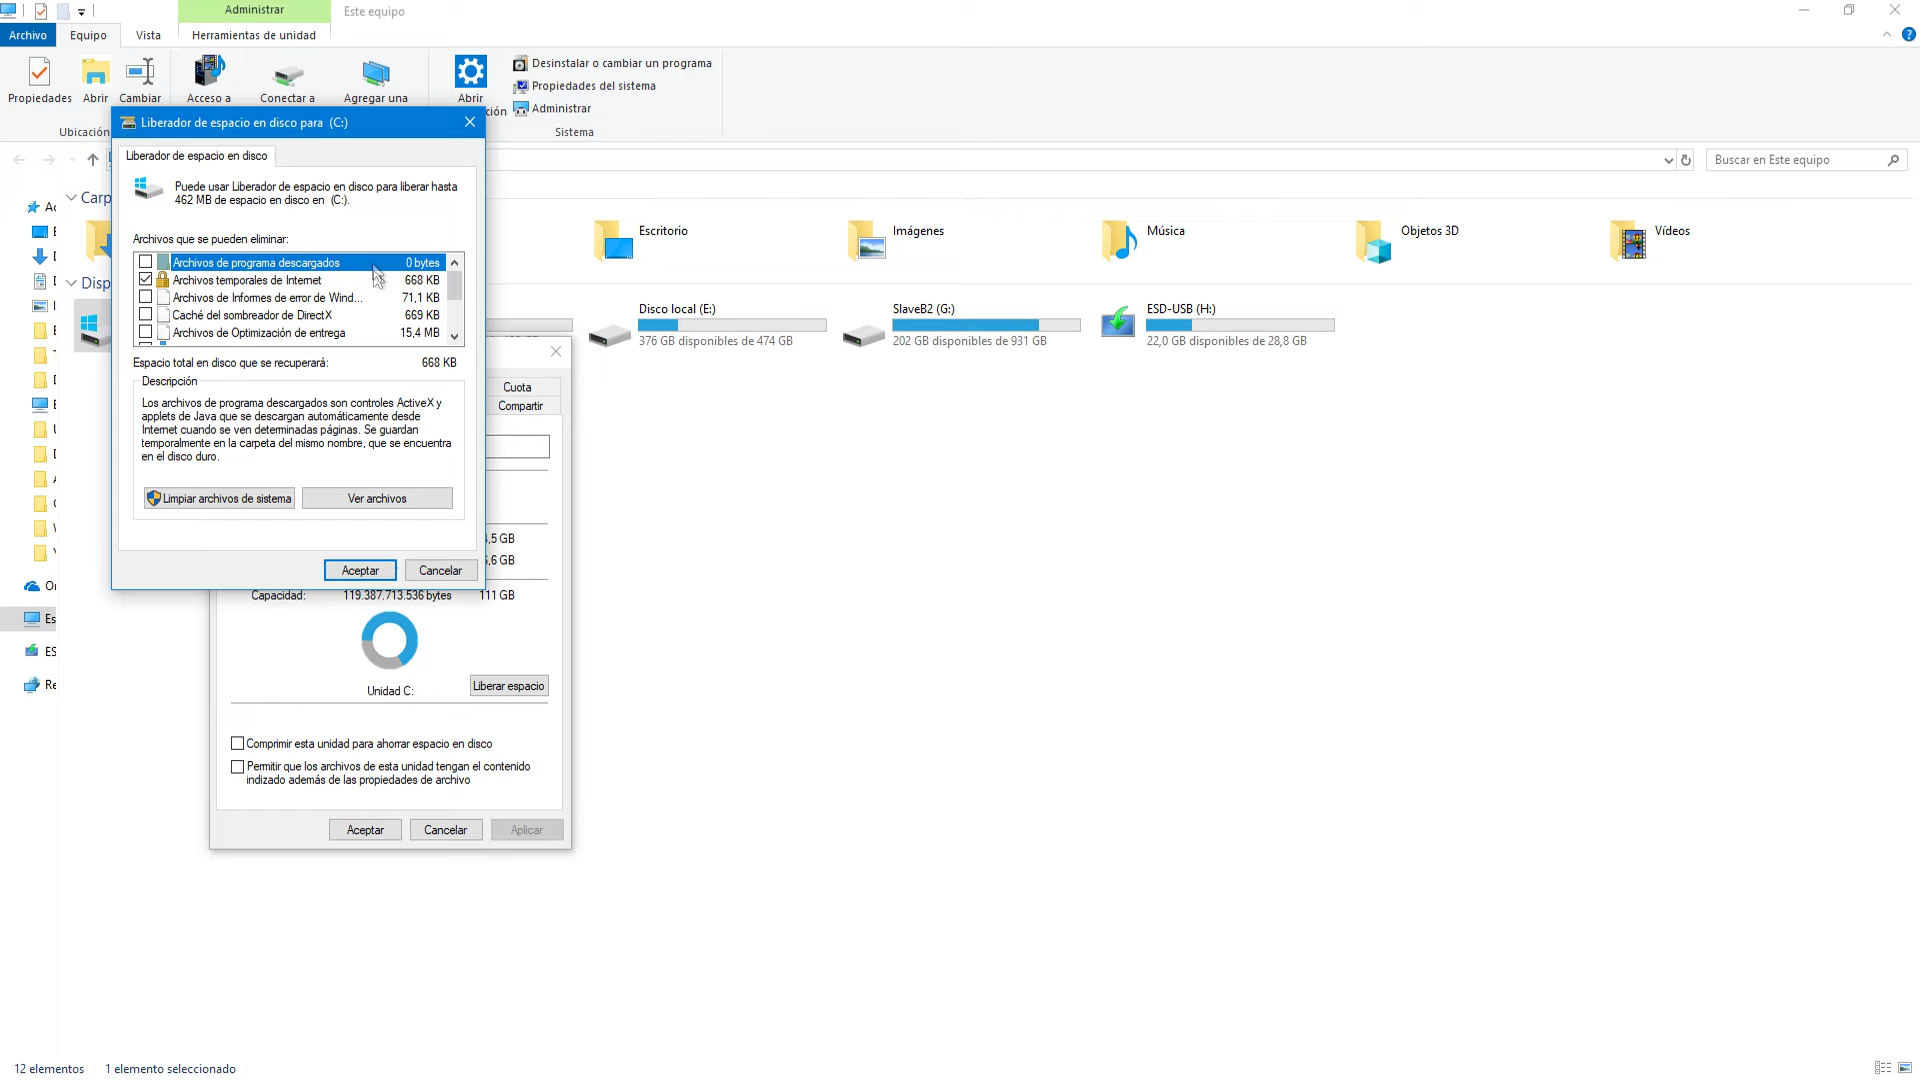 Administrar
Este equipo
Archivo
Equipo
Vista
Herramientas de unidad
Propiedades
Abrir
Cambiar
Acceso a
Conectar a
Agregar una
Abrir
Desinstalar o cambiar un programa
Propiedades del sistema
Administrar
Ubicación
Sistema
Buscar en Este equipo
Liberador de espacio en disco para (C:)
Liberador de espacio en disco
Puede usar Liberador de espacio en disco para liberar hasta
462 MB de espacio en disco en (C:).
Archivos que se pueden eliminar:
Archivos de programa descargados 0 bytes
Archivos temporales de Internet 668 KB
Archivos de Informes de error de Wind... 71,1 KB
Caché del sombreador de DirectX 669 KB
Archivos de Optimización de entrega 15,4 MB
Espacio total en disco que se recuperará: 668 KB
Descripción
Los archivos de programa descargados son controles ActiveX y
applets de Java que se descargan automáticamente desde
Internet cuando se ven determinadas páginas. Se guardan
temporalmente en la carpeta del mismo nombre, que se encuentra
en el disco duro.
Limpiar archivos de sistema
Ver archivos
Aceptar
Cancelar
Escritorio
Imágenes
Música
Objetos 3D
Vídeos
Disco local (E:)
376 GB disponibles de 474 GB
SlaveB2 (G:)
202 GB disponibles de 931 GB
ESD-USB (H:)
22,0 GB disponibles de 28,8 GB
Cuota
Compartir
Capacidad: 119.387.713.536 bytes 111 GB
Unidad C:
Liberar espacio
Comprimir esta unidad para ahorrar espacio en disco
Permitir que los archivos de esta unidad tengan el contenido
indizado además de las propiedades de archivo
Aceptar
Cancelar
Aplicar
12 elementos
1 elemento seleccionado